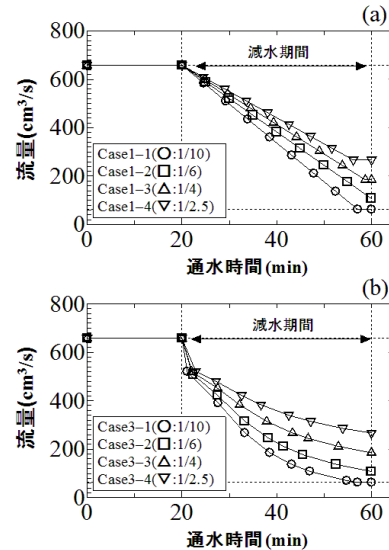 (a)
800
600
400
200
0
流量(cm³/s)
減水期間
Case1–1(○:1/10)
Case1–2(□:1/6)
Case1–3(△:1/4)
Case1–4(▽:1/2.5)
0 20 40 60
通水時間(min)
(b)
800
600
400
200
0
流量(cm³/s)
減水期間
Case3–1(○:1/10)
Case3–2(□:1/6)
Case3–3(△:1/4)
Case3–4(▽:1/2.5)
0 20 40 60
通水時間(min)